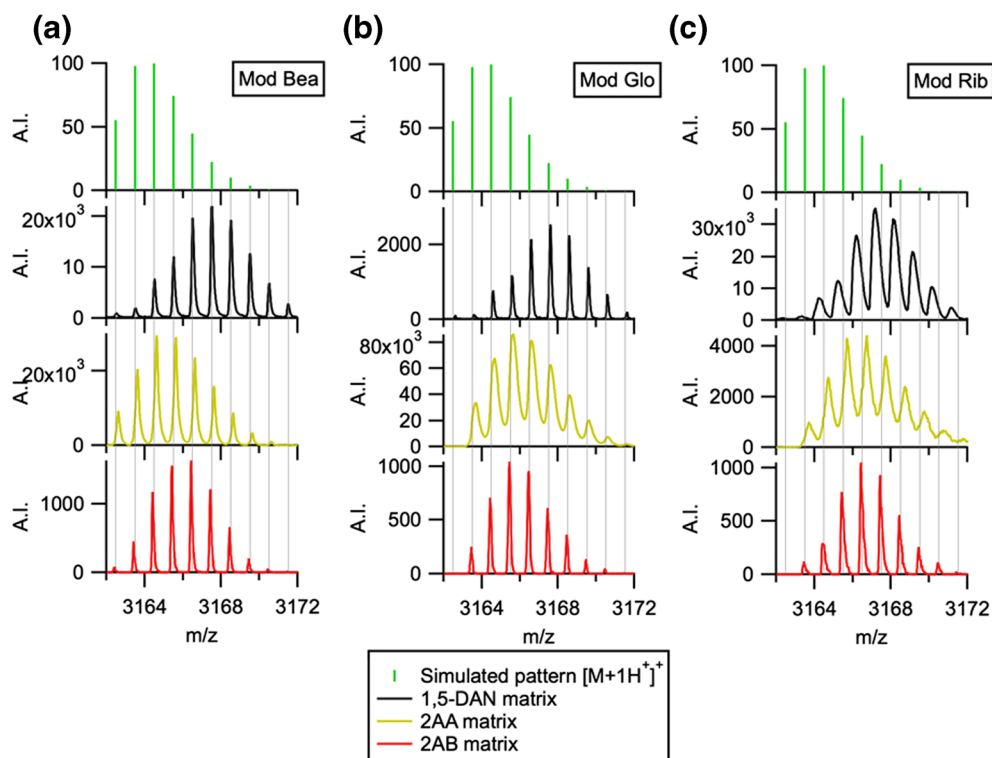 (a)
(b)
(c)
Mod Bea
Mod Glo
Mod Rib
100
50
0
A.I.
100
50
0
A.I.
100
50
0
A.I.
20x10³
10
0
A.I.
2000
0
A.I.
30x10³
20
10
0
A.I.
20x10³
0
A.I.
80x10³
60
40
20
0
A.I.
4000
2000
0
A.I.
1000
0
A.I.
1000
500
0
A.I.
1000
500
0
A.I.
3164 3168 3172
m/z
3164 3168 3172
m/z
3164 3168 3172
m/z
Simulated pattern [M+1H⁺]⁺
1,5-DAN matrix
2AA matrix
2AB matrix